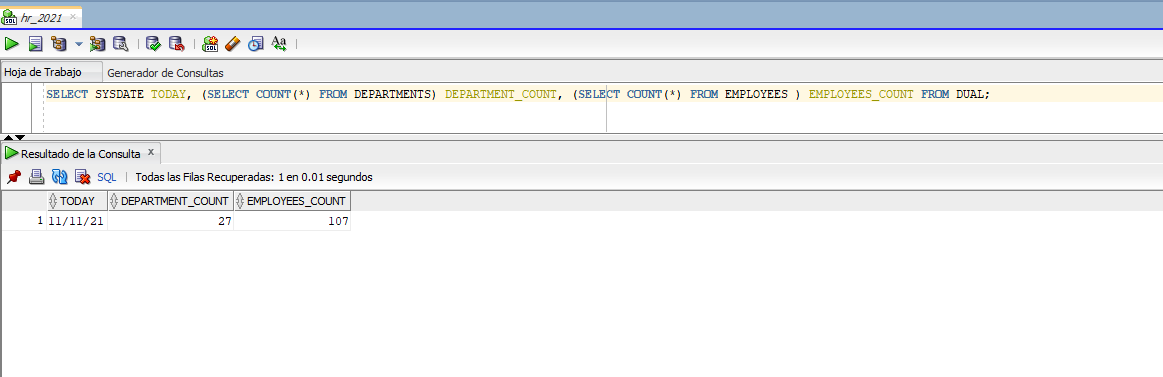 hr_2021
Hoja de Trabajo Generador de Consultas
SELECT SYSDATE TODAY, (SELECT COUNT(*) FROM DEPARTMENTS) DEPARTMENT_COUNT, (SELECT COUNT(*) FROM EMPLOYEES ) EMPLOYEES_COUNT FROM DUAL;
Resultado de la Consulta x
SQL | Todas las Filas Recuperadas: 1 en 0.01 segundos
TODAY DEPARTMENT_COUNT EMPLOYEES_COUNT
1 11/11/21 27 107